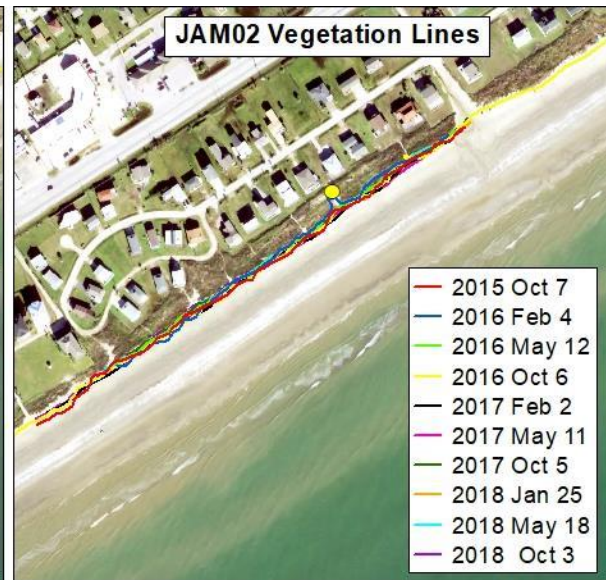 JAM02 Vegetation Lines
2015 Oct 7
2016 Feb 4
2016 May 12
2016 Oct 6
2017 Feb 2
2017 May 11
2017 Oct 5
2018 Jan 25
2018 May 18
2018 Oct 3